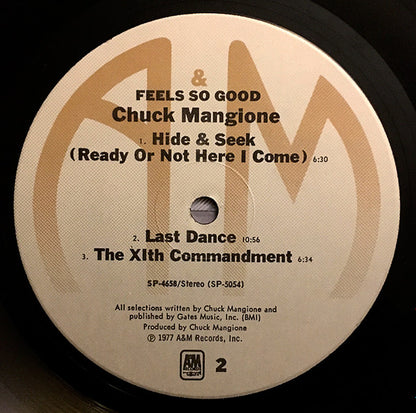 &
FEELS SO GOOD
Chuck Mangione
1. Hide & Seek
(Ready Or Not Here I Come) 6:30
2. Last Dance 10:56
3. The XIth Commandment 6:34
SP-4658/Stereo (SP-5054)
All selections written by Chuck Mangione and
published by Gates Music, Inc. (BMI)
Produced by Chuck Mangione
℗ 1977 A&M Records, Inc.
A&M 2